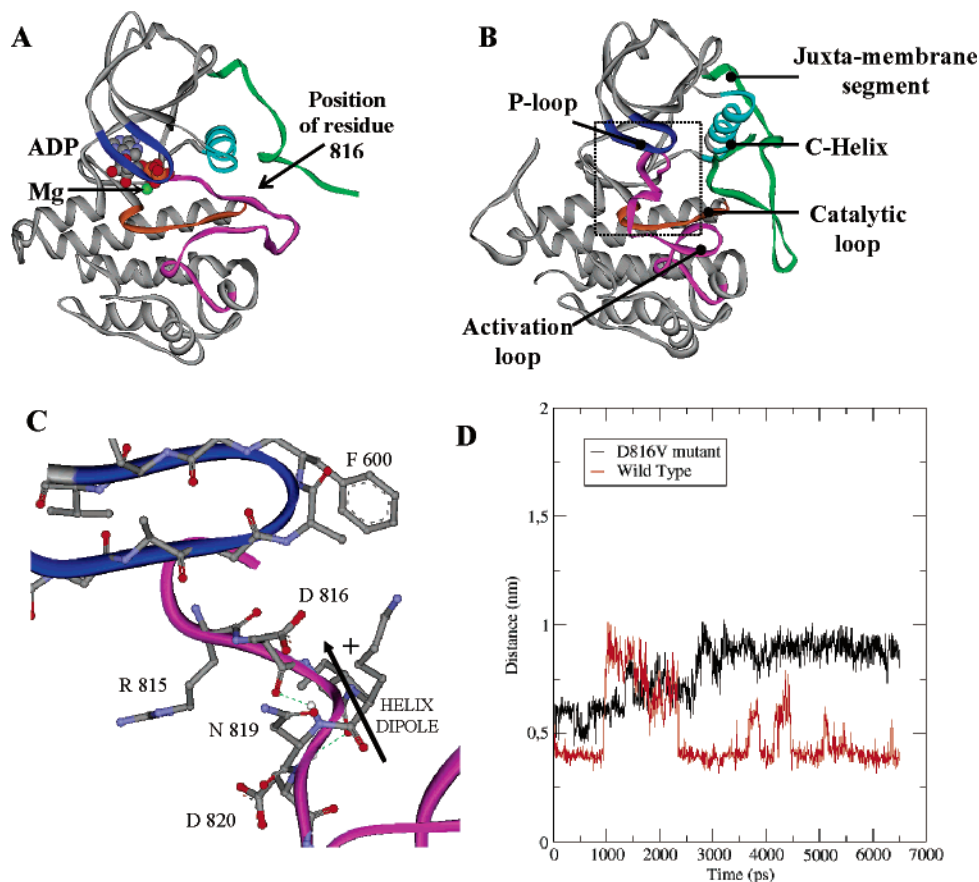 A
ADP
Mg
Position
of residue
816
B
P-loop
Juxta-membrane
segment
C-Helix
Catalytic
loop
Activation
loop
C
F 600
D 816
+
R 815
N 819
HELIX
DIPOLE
D 820
D
2
1,5
1
0,5
0
Distance (nm)
D816V mutant
Wild Type
0 1000 2000 3000 4000 5000 6000 7000
Time (ps)